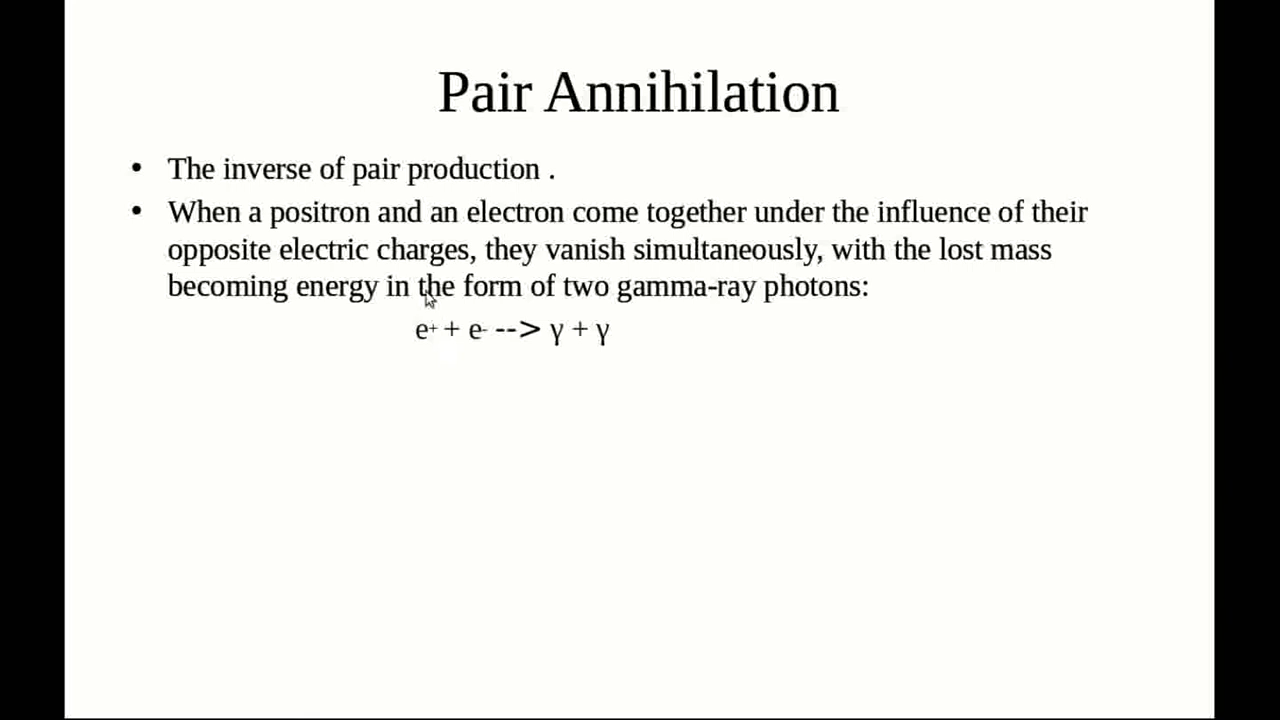 Pair Annihilation
• The inverse of pair production .
• When a positron and an electron come together under the influence of their
opposite electric charges, they vanish simultaneously, with the lost mass
becoming energy in the form of two gamma-ray photons:
e⁺ + e⁻ --> γ + γ